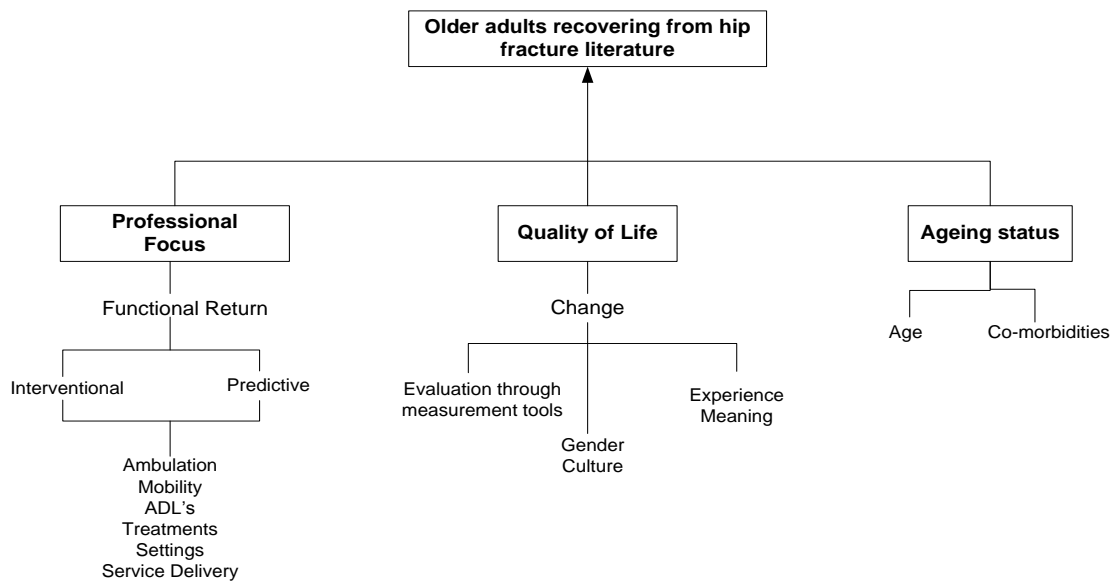 Older adults recovering from hip
fracture literature
Professional
Focus
Quality of Life
Ageing status
Functional Return
Change
Age
Co-morbidities
Interventional
Predictive
Evaluation through
measurement tools
Experience
Meaning
Gender
Culture
Ambulation
Mobility
ADL's
Treatments
Settings
Service Delivery